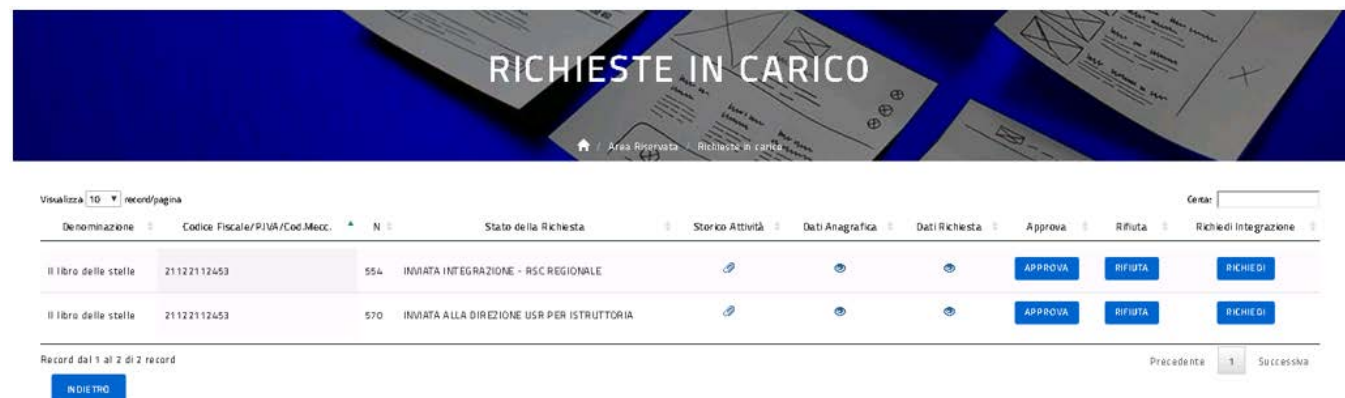 RICHIESTE IN CARICO
/ Area Riservata / Richieste in carico
Visualizza 10 record/pagina Cerca:
Denominazione Codice Fiscale/P.IVA/Cod.Mecc. N Stato della Richiesta Storico Attività Dati Anagrafica Dati Richiesta Approva Rifiuta Richiedi Integrazione
Il libro delle stelle 21122112453 554 INVIATA INTEGRAZIONE - RSC REGIONALE APPROVA RIFIUTA RICHIEDI
Il libro delle stelle 21122112453 570 INVIATA ALLA DIREZIONE USR PER ISTRUTTORIA APPROVA RIFIUTA RICHIEDI
Record dal 1 al 2 di 2 record Precedente 1 Successiva
INDIETRO